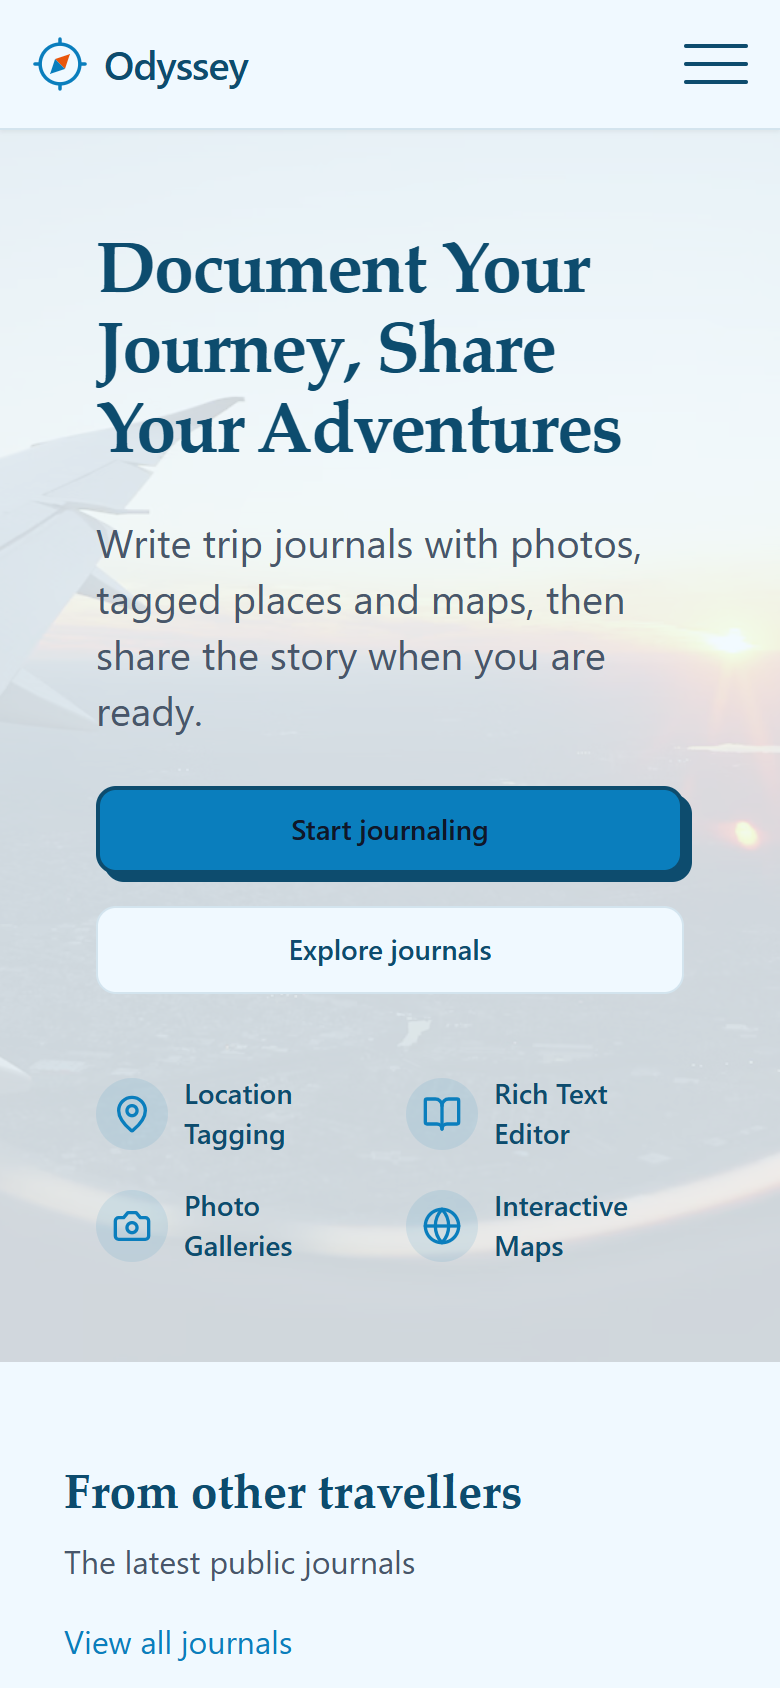 Odyssey
Document Your
Journey, Share
Your Adventures
Write trip journals with photos,
tagged places and maps, then
share the story when you are
ready.
Start journaling
Explore journals
Location
Tagging
Rich Text
Editor
Photo
Galleries
Interactive
Maps
From other travellers
The latest public journals
View all journals